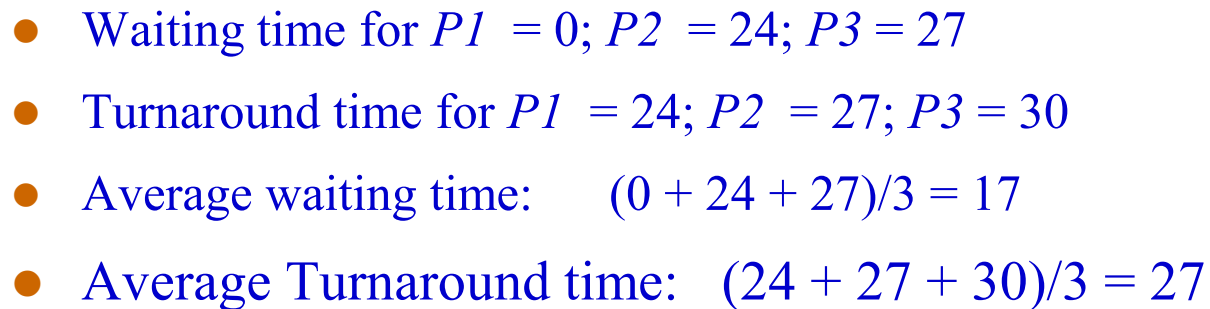 ● Waiting time for P1 = 0; P2 = 24; P3 = 27
● Turnaround time for P1 = 24; P2 = 27; P3 = 30
● Average waiting time: (0 + 24 + 27)/3 = 17
● Average Turnaround time: (24 + 27 + 30)/3 = 27